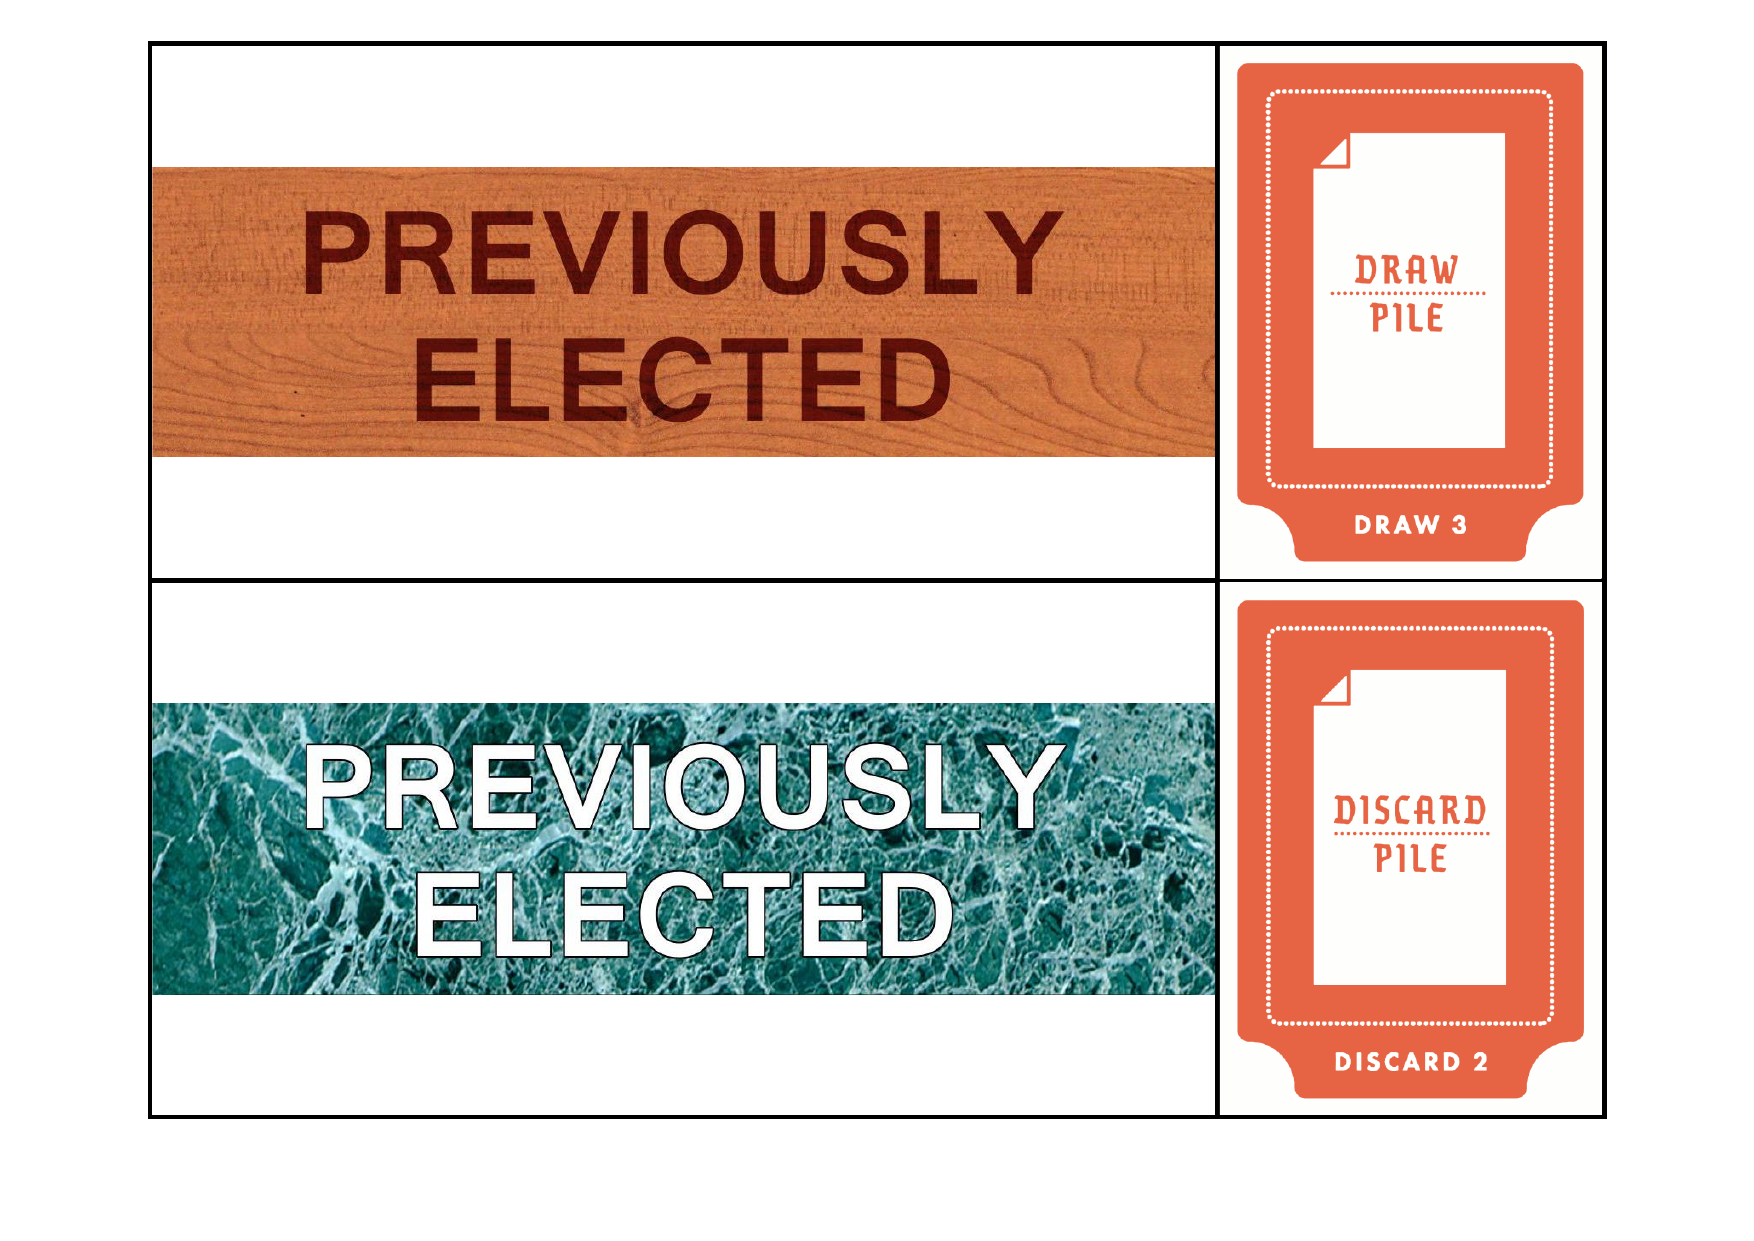 PREVIOUSLY
ELECTED
DRAW
PILE
DRAW 3
PREVIOUSLY
ELECTED
DISCARD
PILE
DISCARD 2